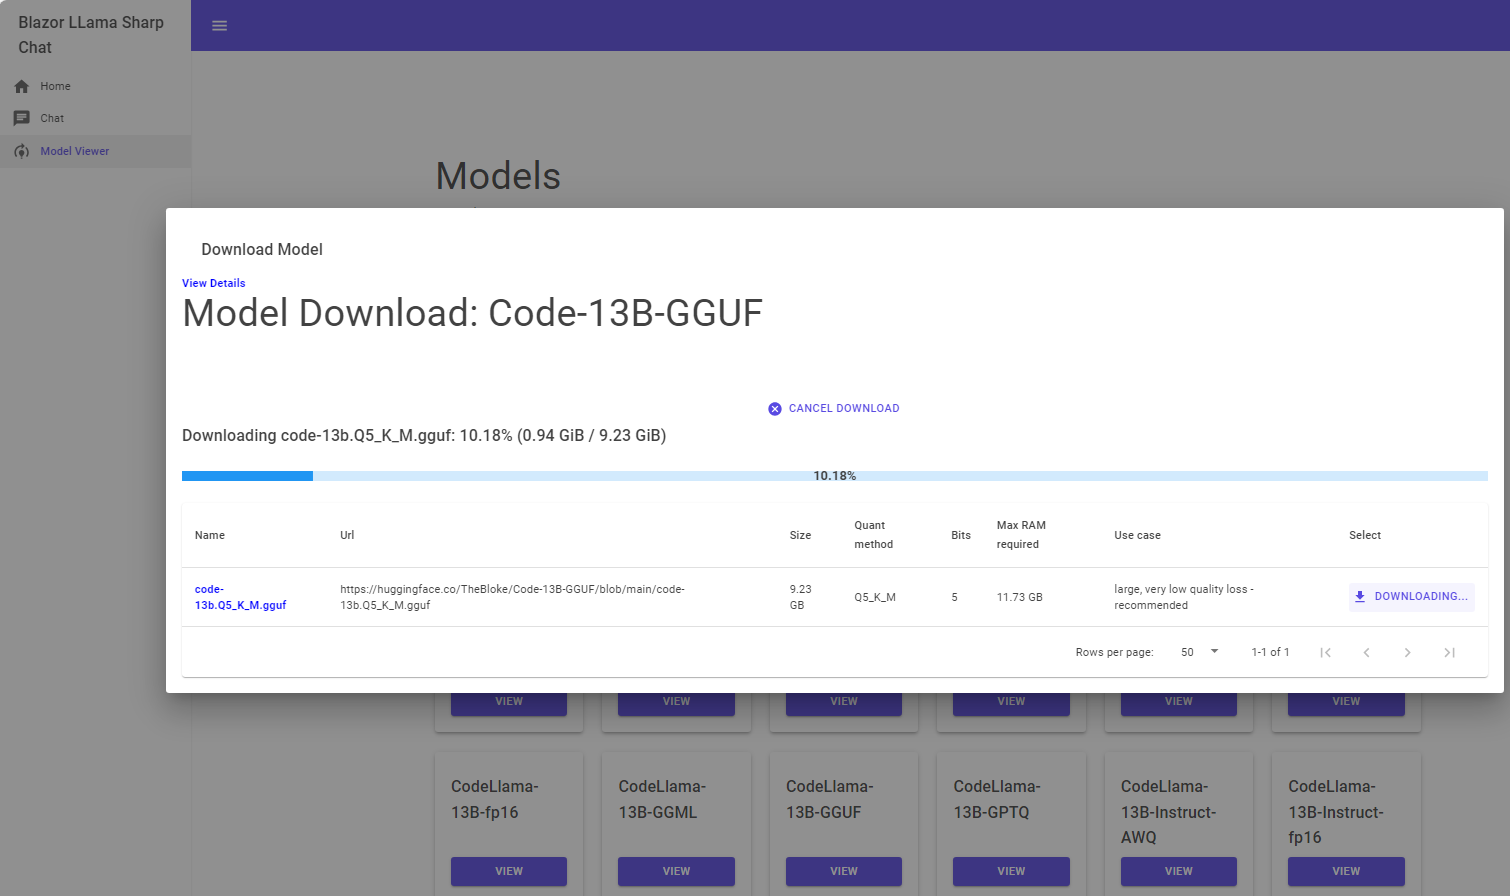 Blazor LLama Sharp
Chat
Home
Chat
Model Viewer
Models
Download Model
View Details
Model Download: Code-13B-GGUF
CANCEL DOWNLOAD
Downloading code-13b.Q5_K_M.gguf: 10.18% (0.94 GiB / 9.23 GiB)
10.18%
Name Url Size Quant method Bits Max RAM required Use case Select
code-13b.Q5_K_M.gguf https://huggingface.co/TheBloke/Code-13B-GGUF/blob/main/code-13b.Q5_K_M.gguf 9.23 GB Q5_K_M 5 11.73 GB large, very low quality loss - recommended DOWNLOADING...
Rows per page: 50 1-1 of 1
VIEW VIEW VIEW VIEW VIEW VIEW
CodeLlama-13B-fp16 CodeLlama-13B-GGML CodeLlama-13B-GGUF CodeLlama-13B-GPTQ CodeLlama-13B-Instruct-AWQ CodeLlama-13B-Instruct-fp16
VIEW VIEW VIEW VIEW VIEW VIEW